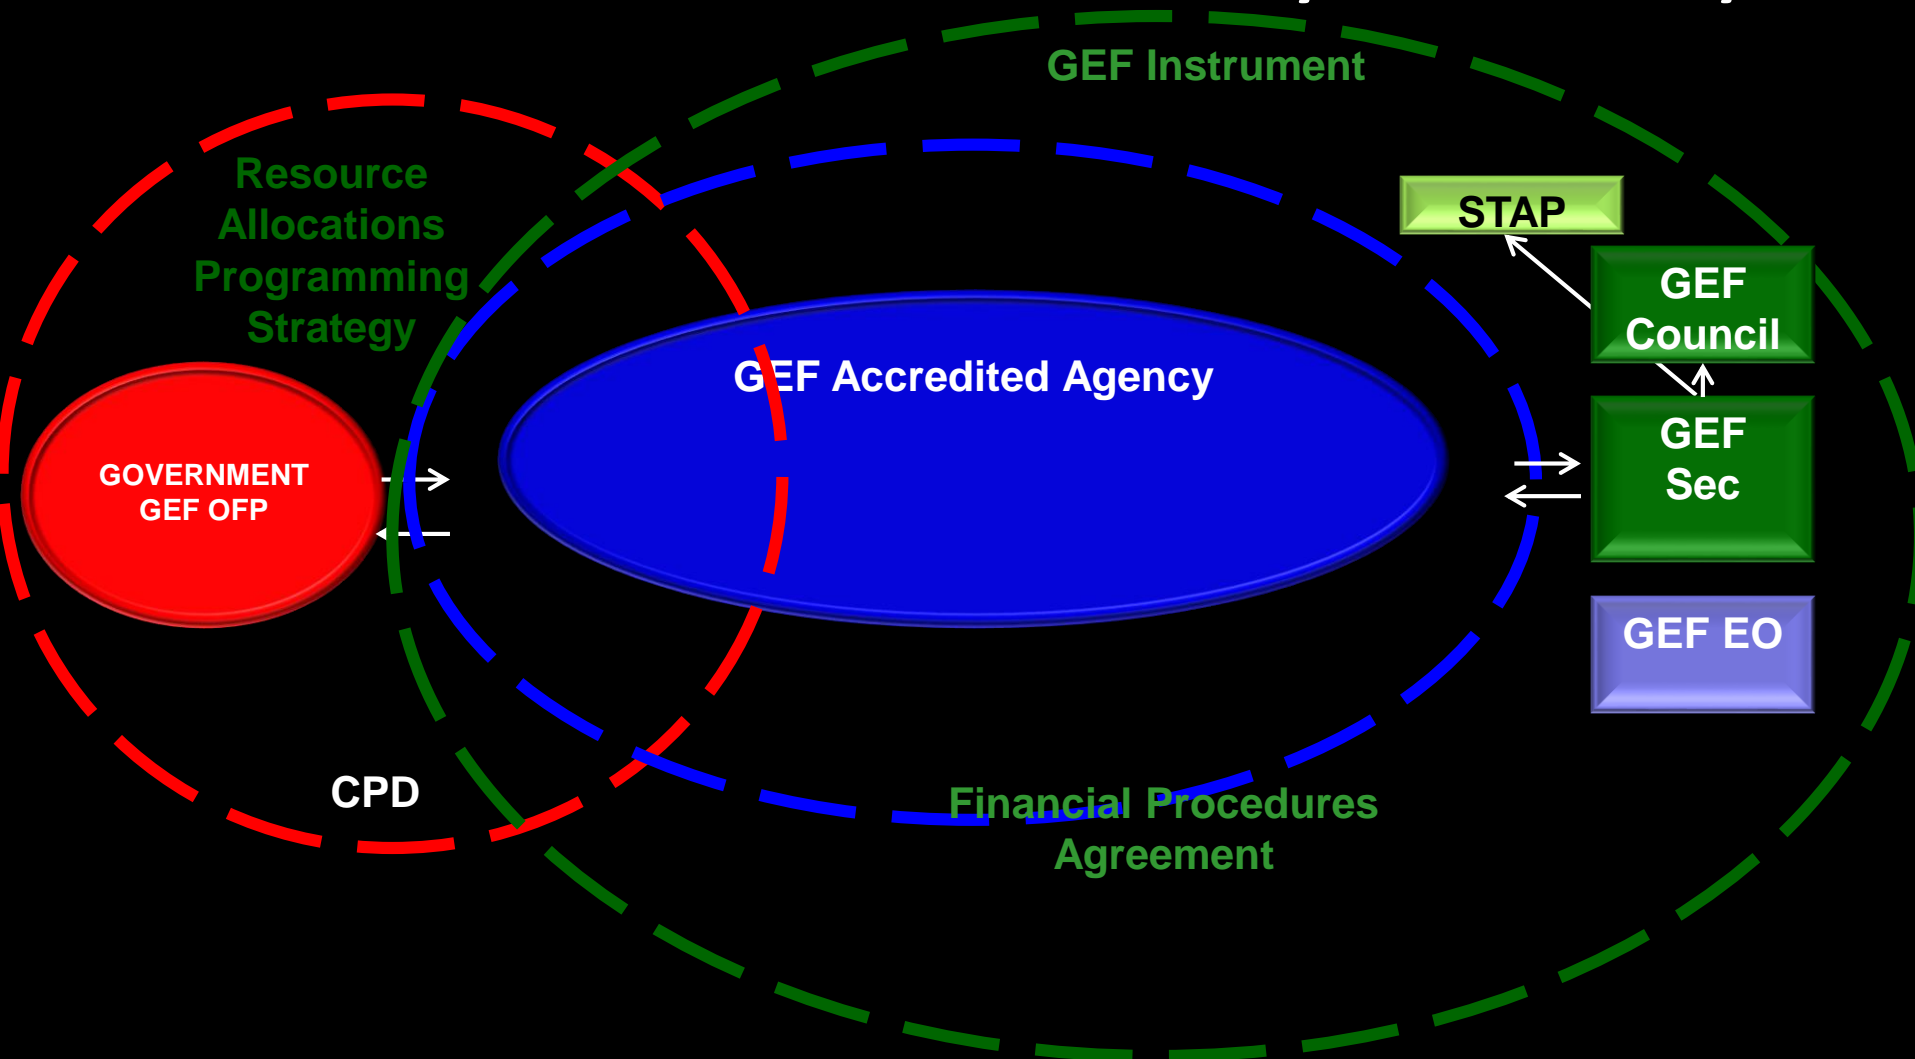 GEF Instrument
Resource
Allocations
Programming
Strategy
STAP
GEF
Council
GEF Accredited Agency
GEF
Sec
GOVERNMENT
GEF OFP
GEF EO
CPD
Financial Procedures
Agreement